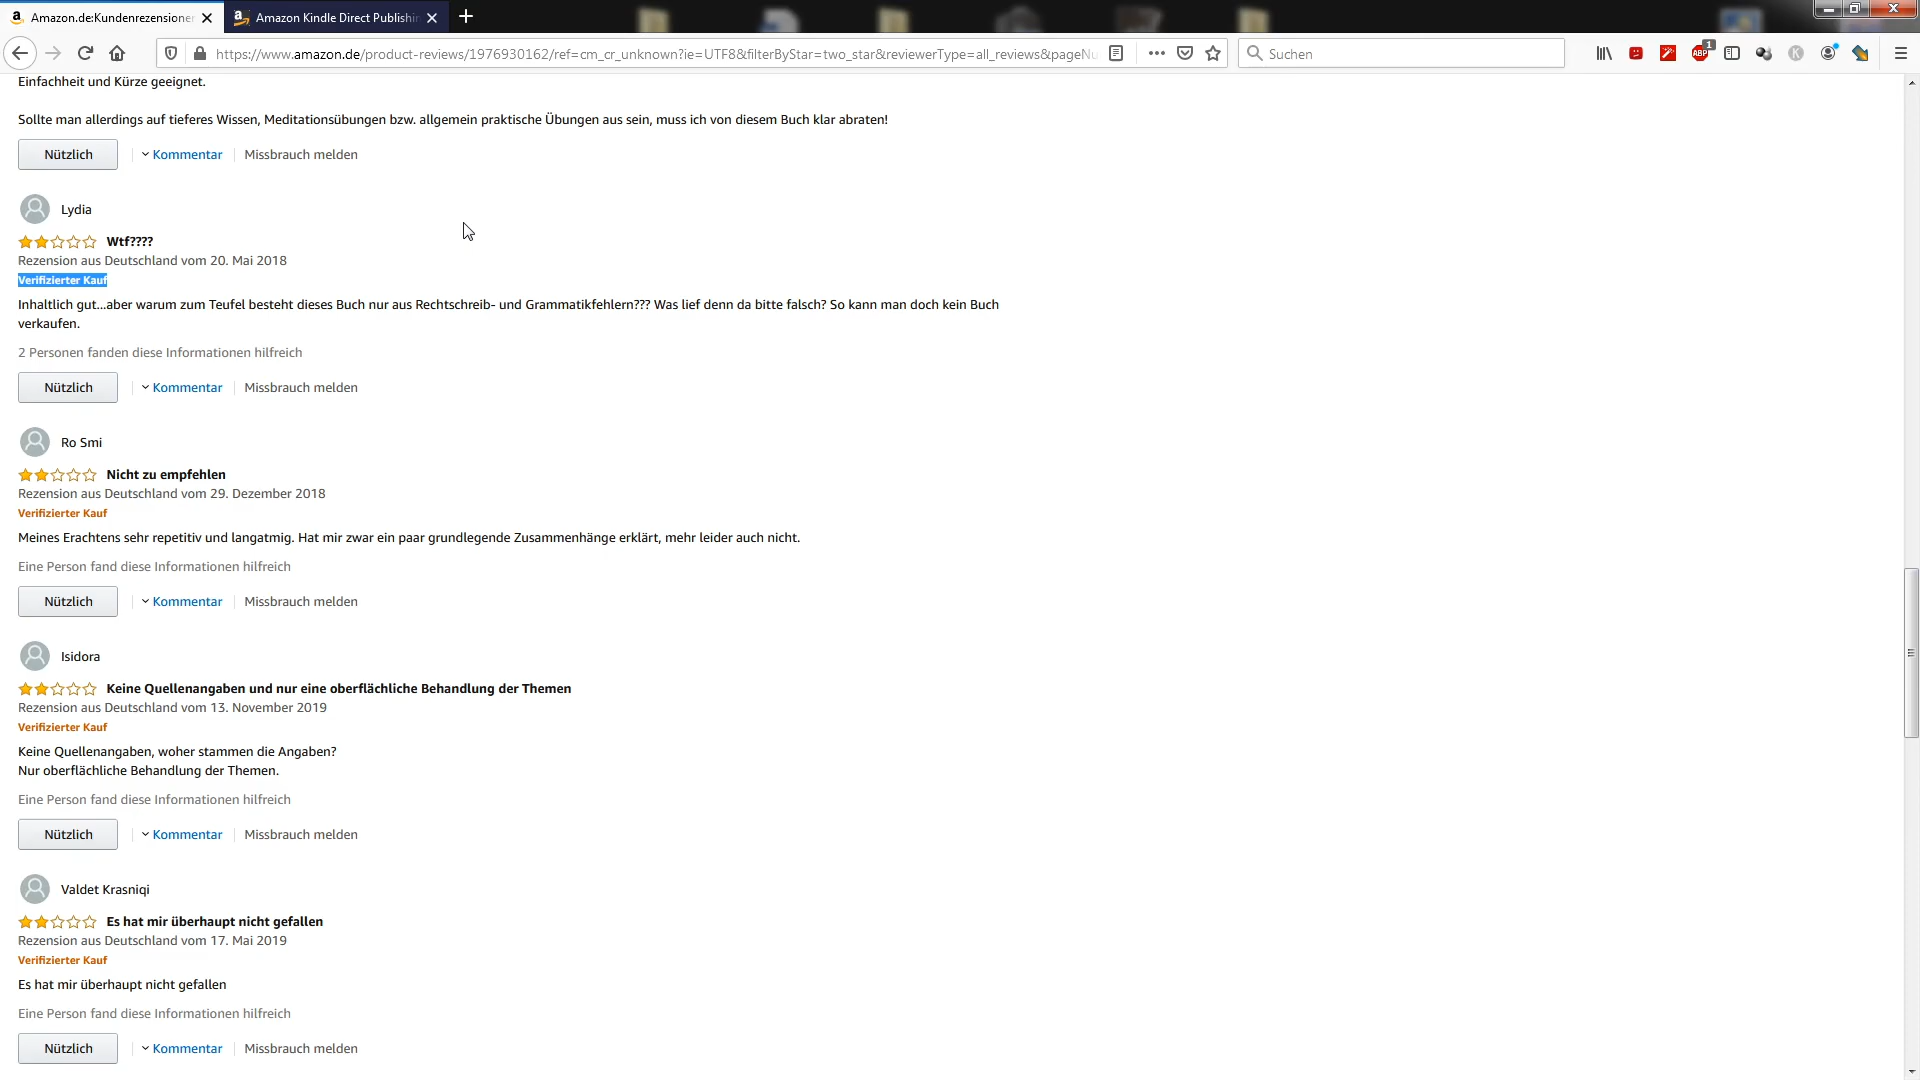 Amazon.de:Kundenrezensionen
Amazon Kindle Direct Publishin
https://www.amazon.de/product-reviews/1976930162/ref=cm_cr_unknown?ie=UTF8&filterByStar=two_star&reviewerType=all_reviews&pageNu
Suchen
ABP
1
K
Einfachheit und Kürze geeignet.
Sollte man allerdings auf tieferes Wissen, Meditationsübungen bzw. allgemein praktische Übungen aus sein, muss ich von diesem Buch klar abraten!
Nützlich Kommentar Missbrauch melden
Lydia
Wtf????
Rezension aus Deutschland vom 20. Mai 2018
Verifizierter Kauf
Inhaltlich gut...aber warum zum Teufel besteht dieses Buch nur aus Rechtschreib- und Grammatikfehlern??? Was lief denn da bitte falsch? So kann man doch kein Buch
verkaufen.
2 Personen fanden diese Informationen hilfreich
Nützlich Kommentar Missbrauch melden
Ro Smi
Nicht zu empfehlen
Rezension aus Deutschland vom 29. Dezember 2018
Verifizierter Kauf
Meines Erachtens sehr repetitiv und langatmig. Hat mir zwar ein paar grundlegende Zusammenhänge erklärt, mehr leider auch nicht.
Eine Person fand diese Informationen hilfreich
Nützlich Kommentar Missbrauch melden
Isidora
Keine Quellenangaben und nur eine oberflächliche Behandlung der Themen
Rezension aus Deutschland vom 13. November 2019
Verifizierter Kauf
Keine Quellenangaben, woher stammen die Angaben?
Nur oberflächliche Behandlung der Themen.
Eine Person fand diese Informationen hilfreich
Nützlich Kommentar Missbrauch melden
Valdet Krasniqi
Es hat mir überhaupt nicht gefallen
Rezension aus Deutschland vom 17. Mai 2019
Verifizierter Kauf
Es hat mir überhaupt nicht gefallen
Eine Person fand diese Informationen hilfreich
Nützlich Kommentar Missbrauch melden